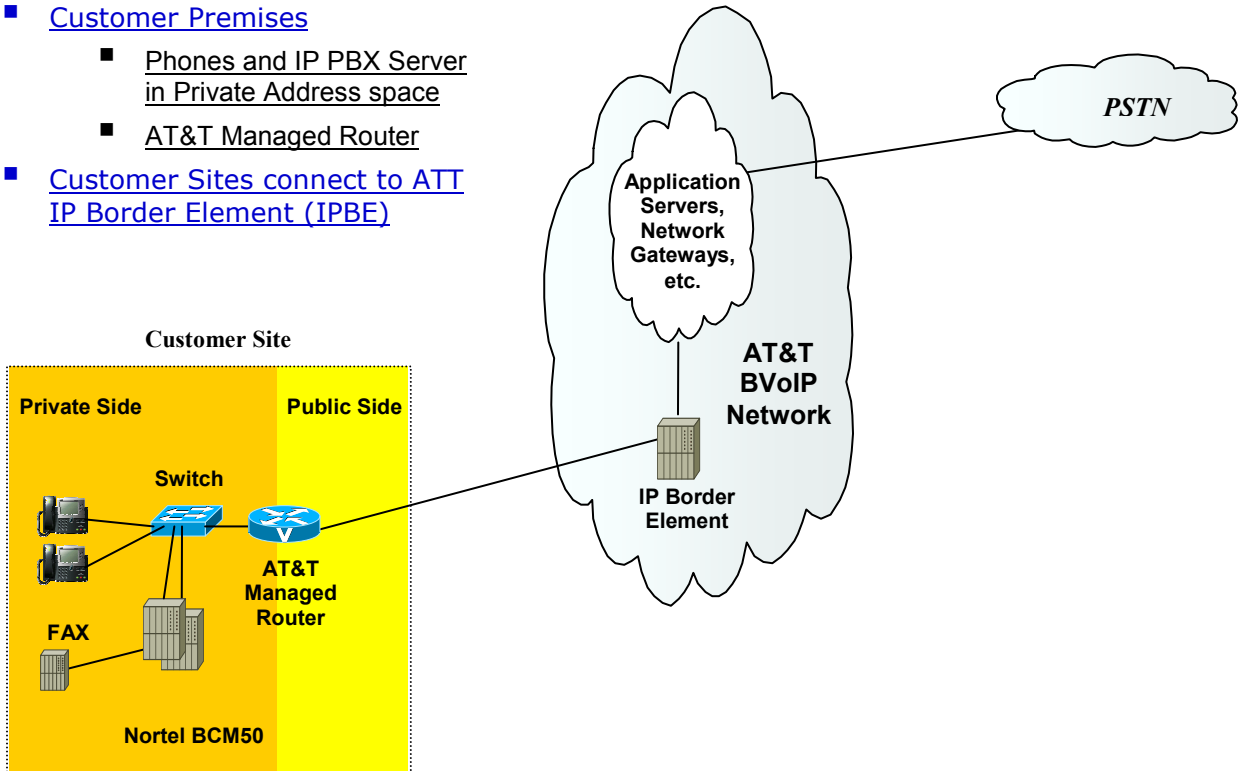 Customer Premises
Phones and IP PBX Server
in Private Address space
AT&T Managed Router
Customer Sites connect to ATT
IP Border Element (IPBE)
PSTN
Application
Servers,
Network
Gateways,
etc.
AT&T
BVoIP
Network
IP Border
Element
Customer Site
Private Side
Public Side
Switch
V
AT&T
Managed
Router
FAX
Nortel BCM50